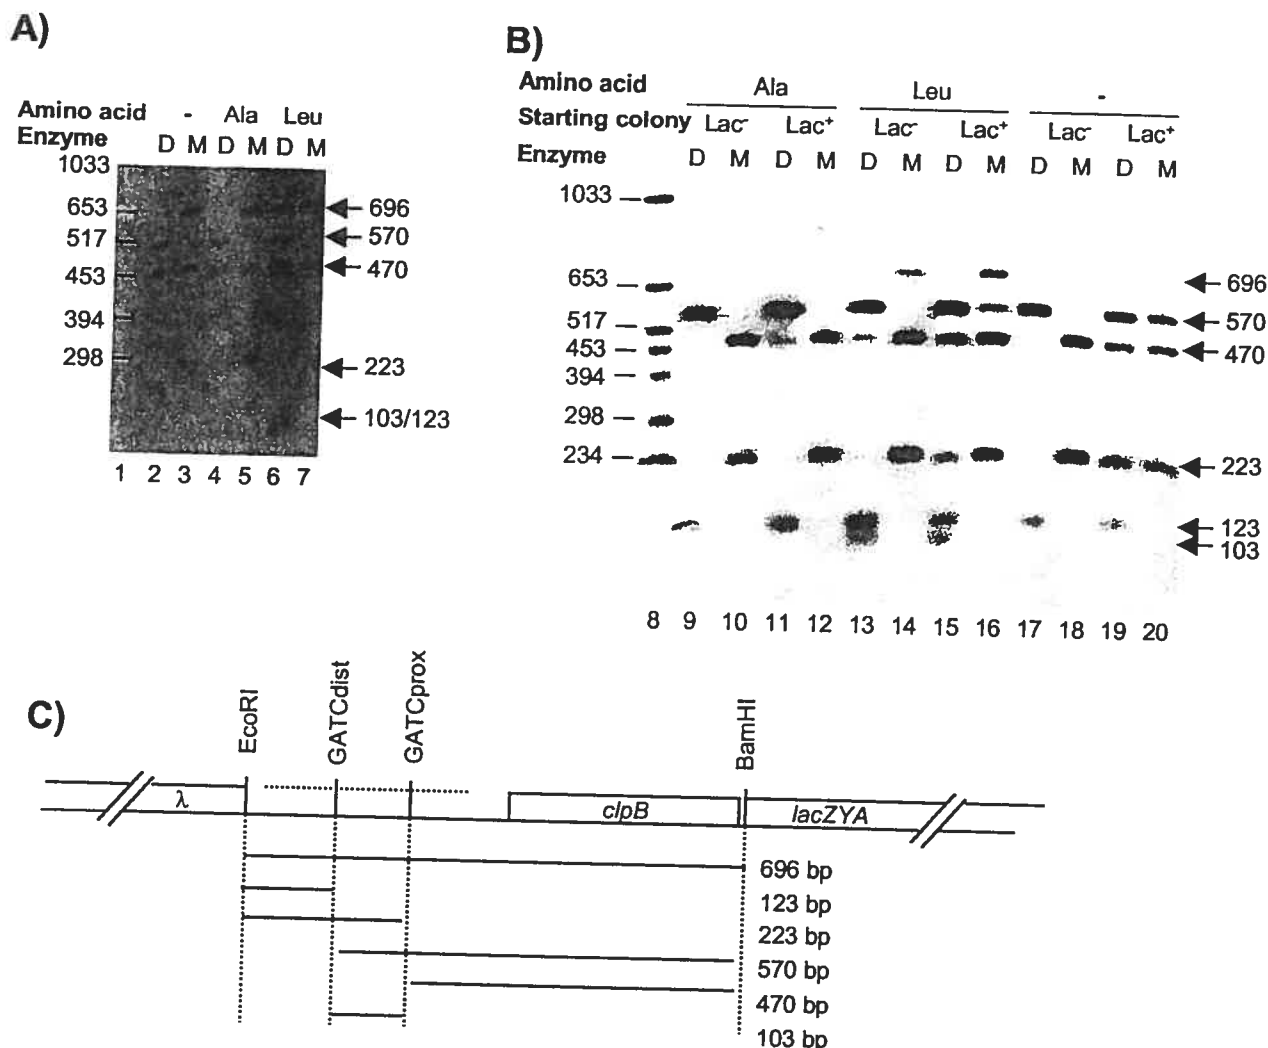 A)
Amino acid - Ala Leu
Enzyme D M D M D M
1033
653
517
453
394
298
696
570
470
223
103/123
1 2 3 4 5 6 7
B)
Amino acid Ala Leu -
Starting colony Lac- Lac+ Lac- Lac+ Lac- Lac+
Enzyme D M D M D M D M D M D M
1033
653
517
453
394
298
234
696
570
470
223
123
103
8 9 10 11 12 13 14 15 16 17 18 19 20
C)
EcoRI
GATCdist
GATCprox
BamHI
λ
clpB
lacZYA
696 bp
123 bp
223 bp
570 bp
470 bp
103 bp